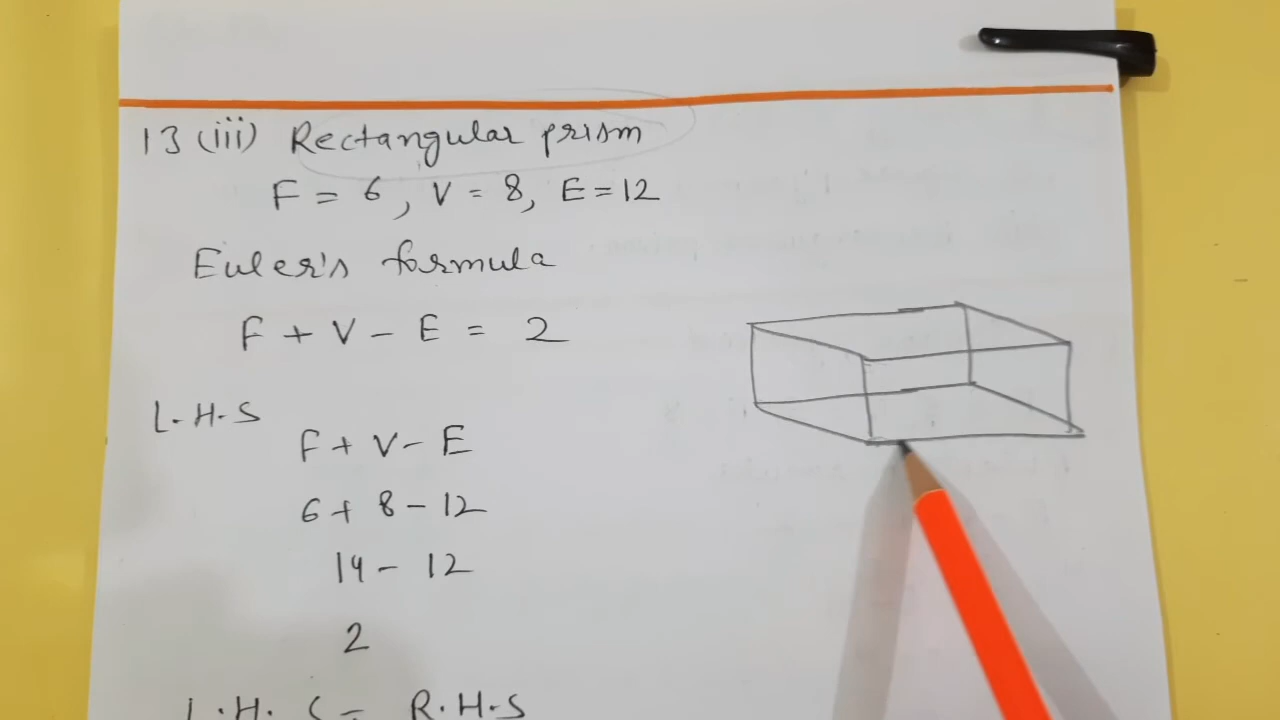 13 (iii) Rectangular prism
F = 6, V = 8, E = 12
Euler's formula
F + V - E = 2
L.H.S
F + V - E
6 + 8 - 12
14 - 12
2
L.H.S = R.H.S